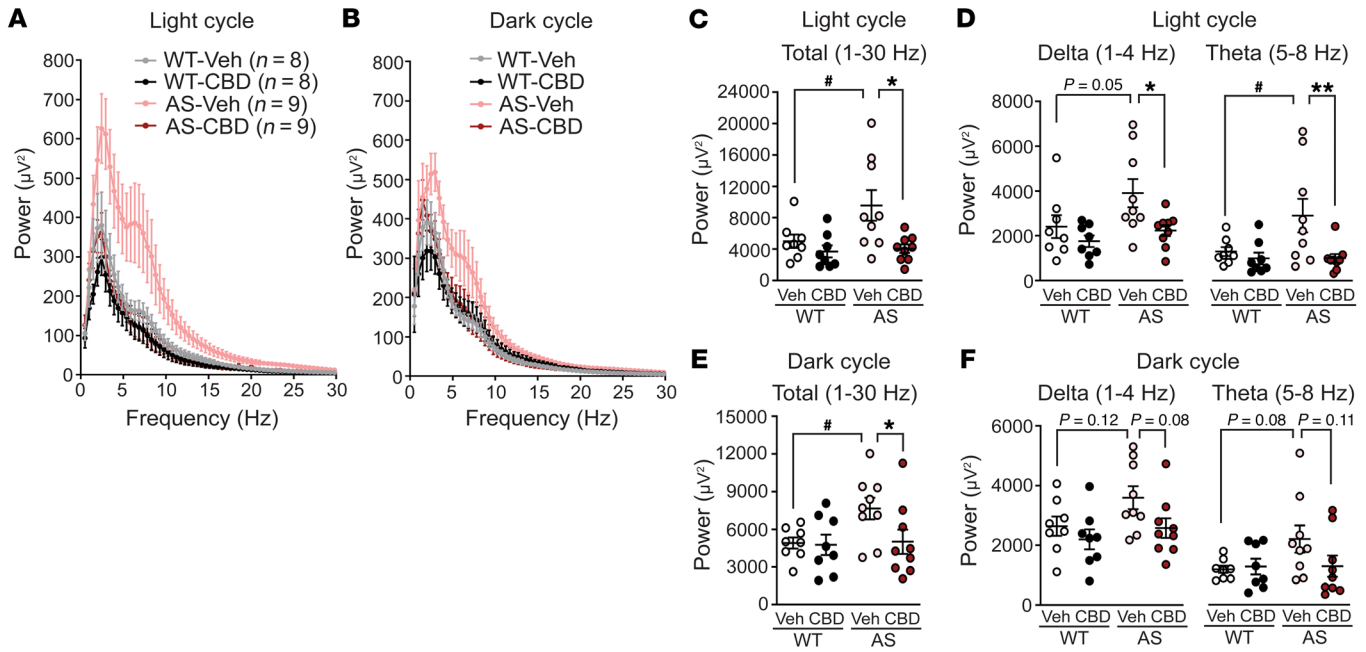 A Light cycle
WT-Veh (n = 8)
WT-CBD (n = 8)
AS-Veh (n = 9)
AS-CBD (n = 9)
Power (µV²)
800
700
600
500
400
300
200
100
0
0 5 10 15 20 25 30
Frequency (Hz)
B Dark cycle
WT-Veh
WT-CBD
AS-Veh
AS-CBD
Power (µV²)
800
700
600
500
400
300
200
100
0
0 5 10 15 20 25 30
Frequency (Hz)
C Light cycle
Total (1-30 Hz)
# *
Power (µV²)
24000
20000
16000
12000
8000
4000
0
Veh CBD Veh CBD
WT AS
D Light cycle
Delta (1-4 Hz)
P = 0.05 *
Power (µV²)
8000
6000
4000
2000
0
Veh CBD Veh CBD
WT AS
Theta (5-8 Hz)
# **
Veh CBD Veh CBD
WT AS
E Dark cycle
Total (1-30 Hz)
# *
Power (µV²)
15000
12000
9000
6000
3000
0
Veh CBD Veh CBD
WT AS
F Dark cycle
Delta (1-4 Hz)
P = 0.12 P = 0.08
Power (µV²)
6000
4000
2000
0
Veh CBD Veh CBD
WT AS
Theta (5-8 Hz)
P = 0.08 P = 0.11
Veh CBD Veh CBD
WT AS